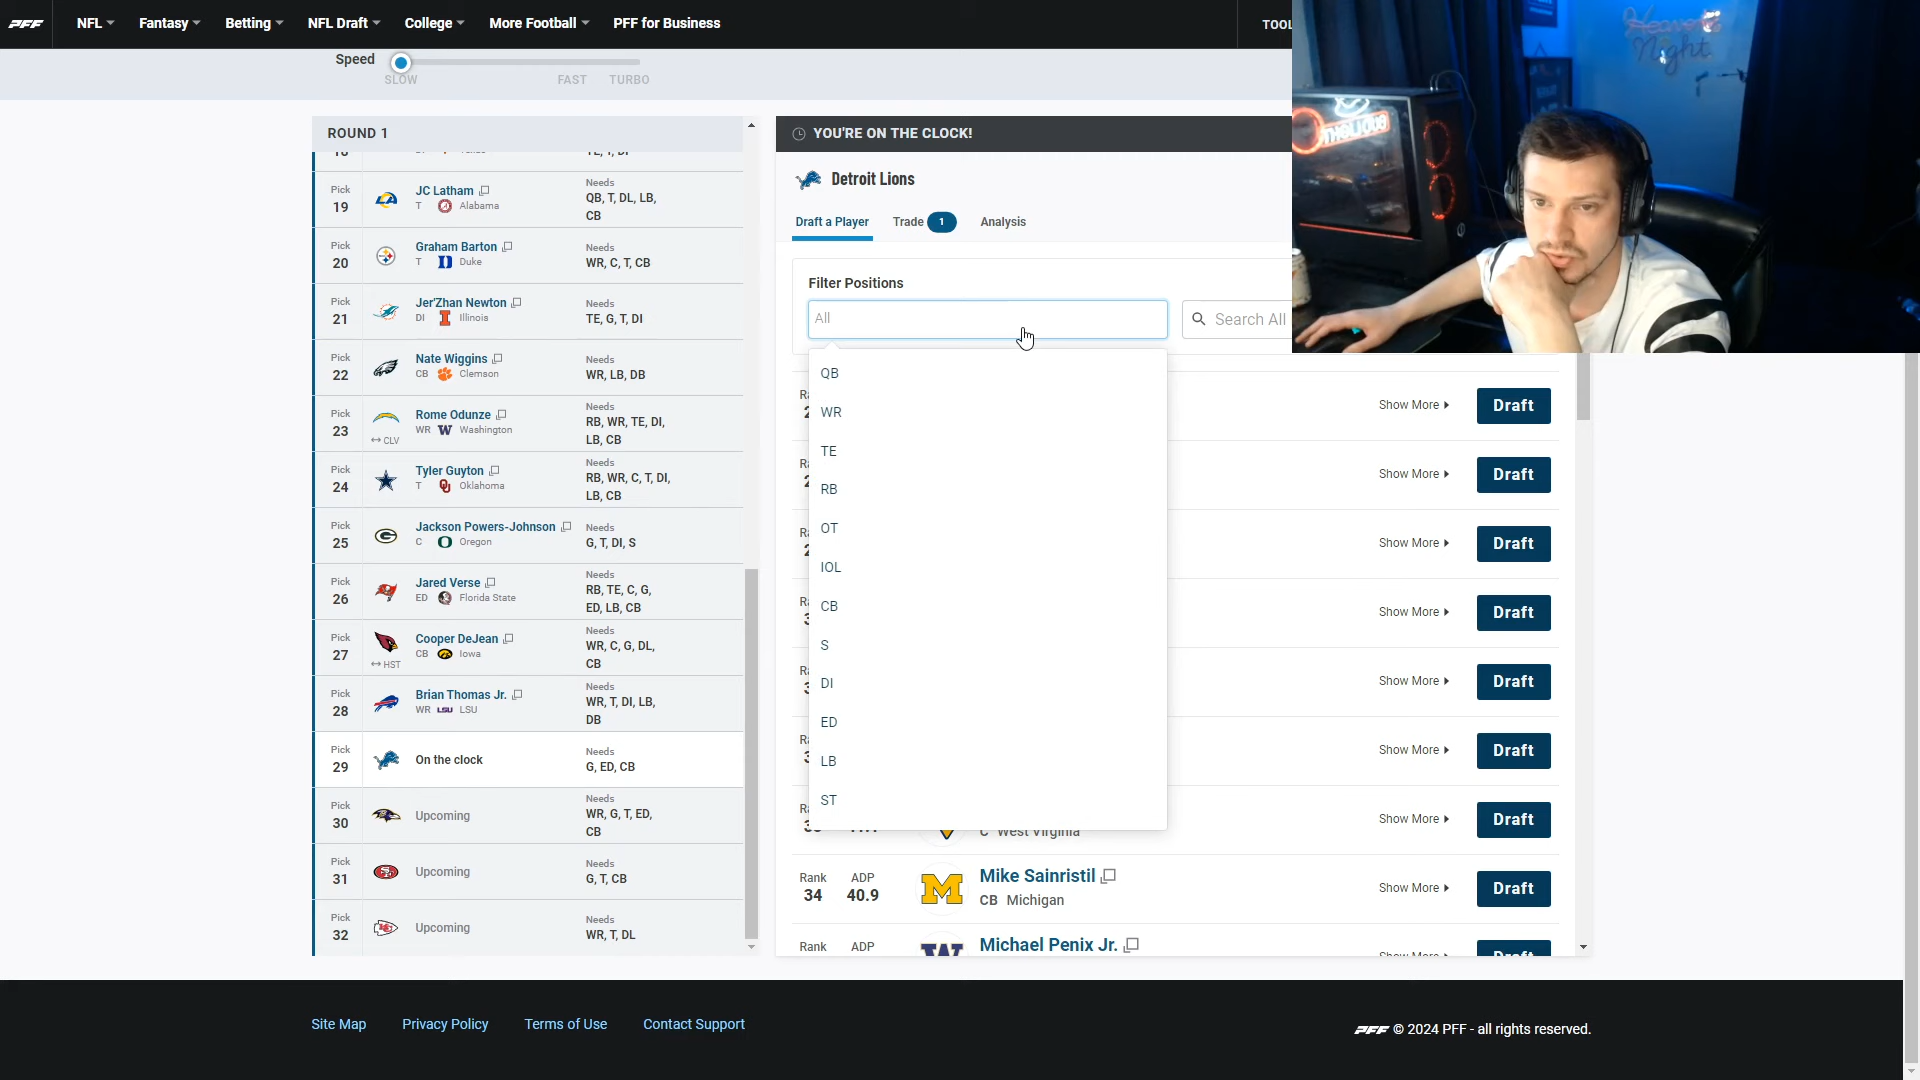 PFF
NFL
Fantasy
Betting
NFL Draft
College
More Football
PFF for Business
TOOL
Speed
SLOW
FAST
TURBO
ROUND 1
YOU'RE ON THE CLOCK!
Detroit Lions
Draft a Player
Trade 1
Analysis
Filter Positions
All
Search All
QB
WR
TE
RB
OT
IOL
CB
S
DI
ED
LB
ST
Pick 19
JC Latham
T Alabama
Needs
QB, T, DL, LB,
CB
Pick 20
Graham Barton
T Duke
Needs
WR, C, T, CB
Pick 21
Jer'Zhan Newton
DI Illinois
Needs
TE, G, T, DI
Pick 22
Nate Wiggins
CB Clemson
Needs
WR, LB, DB
Pick 23
CLV
Rome Odunze
WR Washington
Needs
RB, WR, TE, DI,
LB, CB
Pick 24
Tyler Guyton
T Oklahoma
Needs
RB, WR, C, T, DI,
LB, CB
Pick 25
Jackson Powers-Johnson
C Oregon
Needs
G, T, DI, S
Pick 26
Jared Verse
ED Florida State
Needs
RB, TE, C, G,
ED, LB, CB
Pick 27
HST
Cooper DeJean
CB Iowa
Needs
WR, C, G, DL,
CB
Pick 28
Brian Thomas Jr.
WR LSU LSU
Needs
WR, T, DI, LB,
DB
Pick 29
On the clock
Needs
G, ED, CB
Pick 30
Upcoming
Needs
WR, G, T, ED,
CB
Pick 31
Upcoming
Needs
G, T, CB
Pick 32
Upcoming
Needs
WR, T, DL
Show More Draft
Show More Draft
Show More Draft
Show More Draft
Show More Draft
Show More Draft
C West Virginia
Show More Draft
Rank 34
ADP 40.9
Mike Sainristil
CB Michigan
Show More Draft
Rank
ADP
Michael Penix Jr.
Show More Draft
Site Map
Privacy Policy
Terms of Use
Contact Support
PFF © 2024 PFF - all rights reserved.